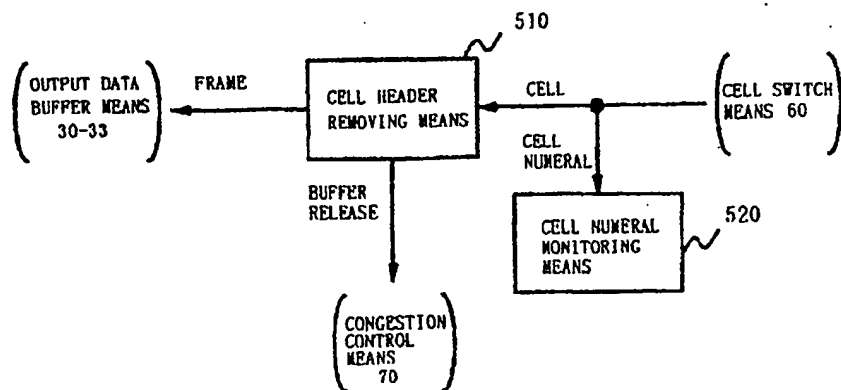 510
OUTPUT DATA
BUFFER MEANS
30-33
FRAME
CELL HEADER
REMOVING MEANS
CELL
CELL SWITCH
MEANS 60
CELL
NUMERAL
BUFFER
RELEASE
520
CELL NUMERAL
MONITORING
MEANS
CONGESTION
CONTROL
MEANS
70